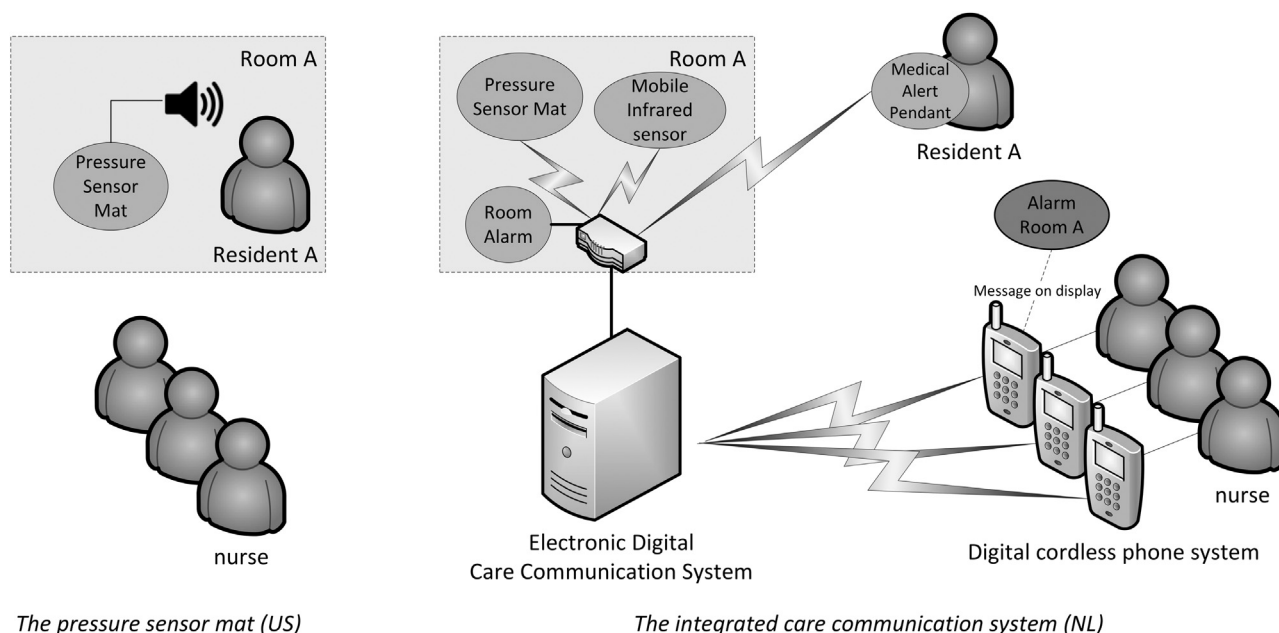 Room A
Pressure
Sensor
Mat
Resident A
nurse
The pressure sensor mat (US)
Room A
Pressure
Sensor Mat
Mobile
Infrared
sensor
Room
Alarm
Medical
Alert
Pendant
Resident A
Alarm
Room A
Message on display
nurse
Electronic Digital
Care Communication System
Digital cordless phone system
The integrated care communication system (NL)